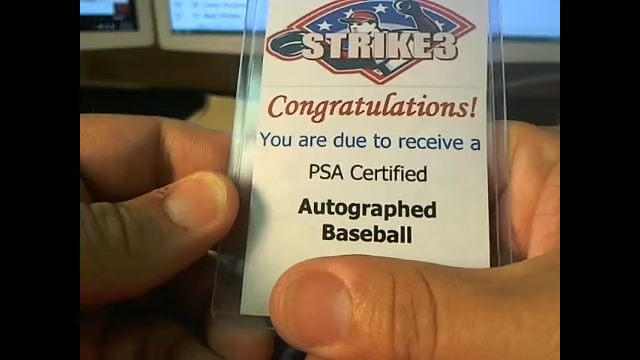 STRIKE3
Congratulations!
You are due to receive a
PSA Certified
Autographed
Baseball